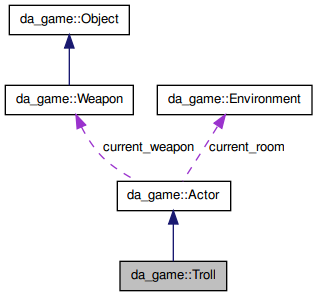 da_game::Object
da_game::Weapon
da_game::Environment
current_weapon
current_room
da_game::Actor
da_game::Troll